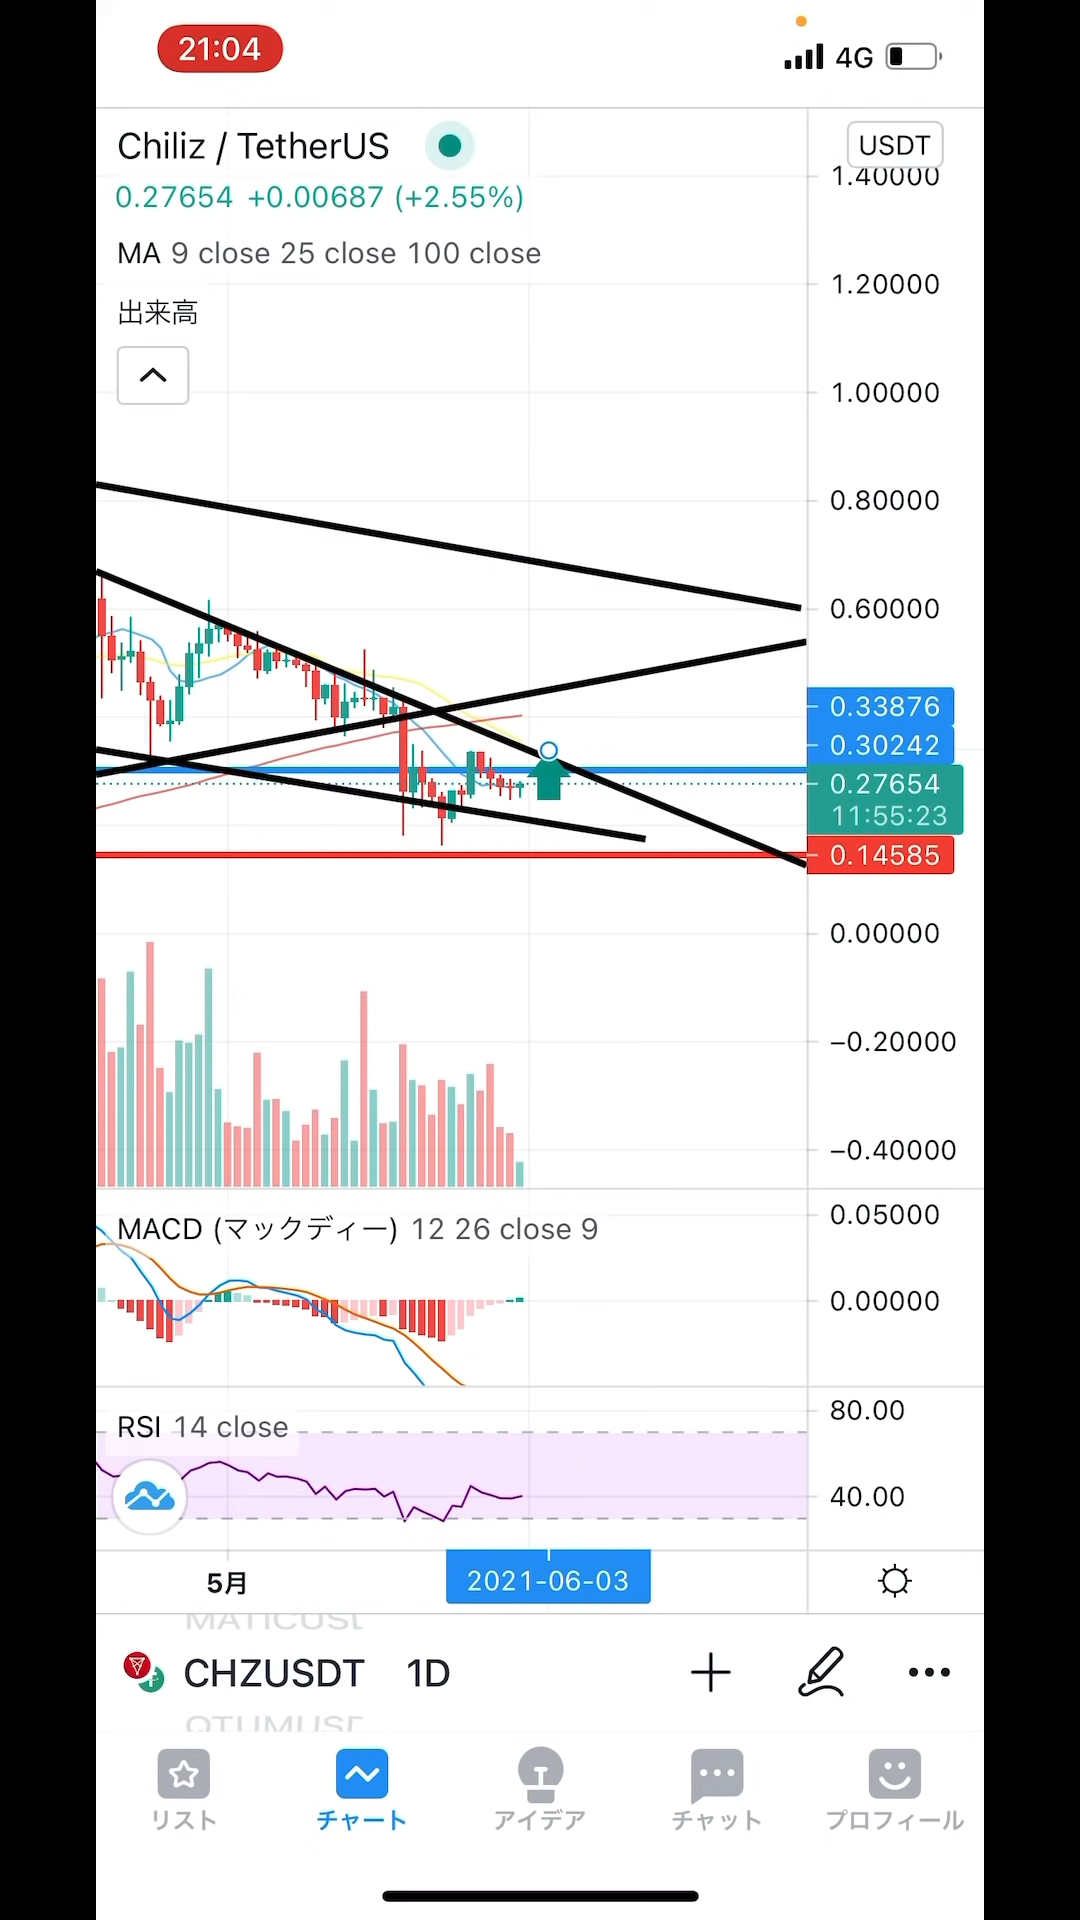 21:04
4G
Chiliz / TetherUS
USDT
0.27654 +0.00687 (+2.55%)
MA 9 close 25 close 100 close
出来高
1.40000
1.20000
1.00000
0.80000
0.60000
0.33876
0.30242
0.27654
11:55:23
0.14585
0.00000
−0.20000
−0.40000
MACD (マックディー) 12 26 close 9
0.05000
0.00000
RSI 14 close
80.00
40.00
5月
2021-06-03
CHZUSDT 1D
リスト
チャート
アイデア
チャット
プロフィール